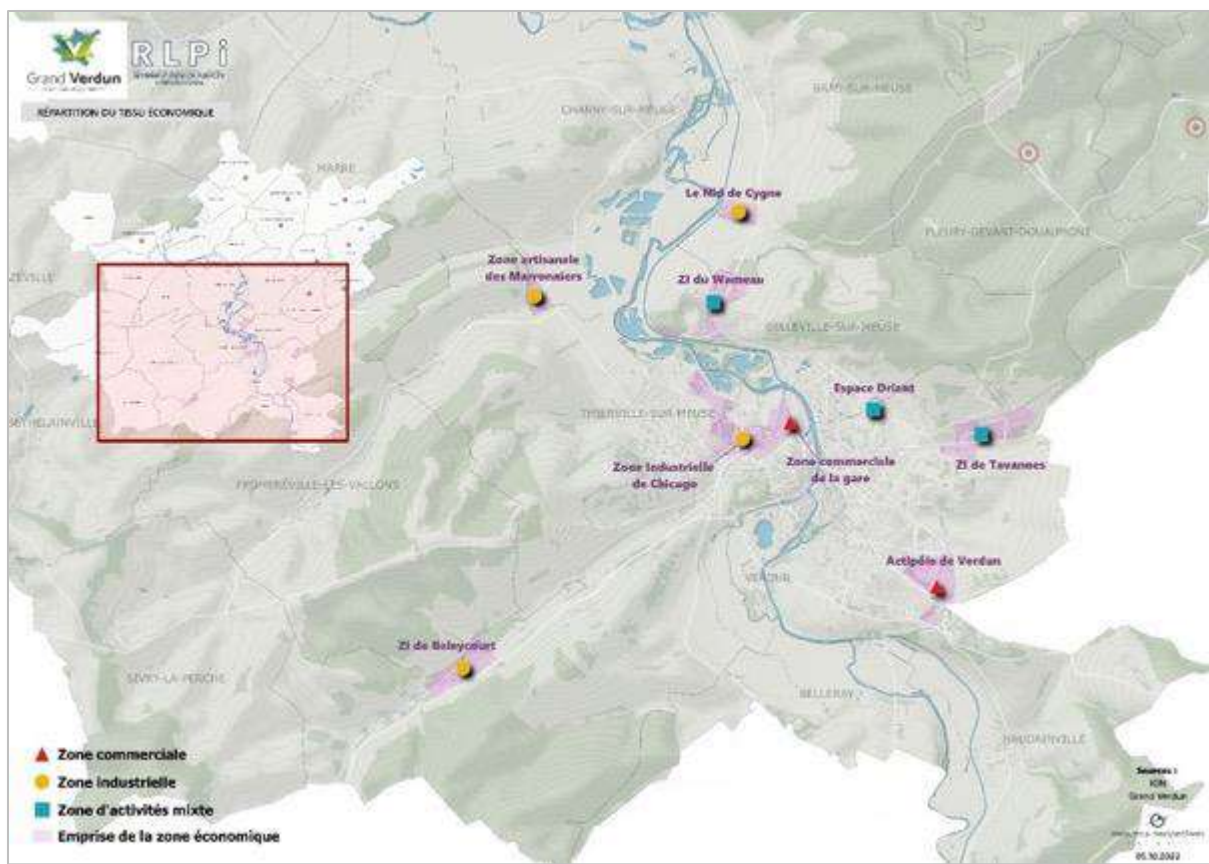 Grand Verdun
RLPi
RÉPARTITION DU TISSU ÉCONOMIQUE
CHARNY-SUR-MEUSE
BRAS-SUR-MEUSE
MARRE
Le Nid de Cygne
FLEURY-DEVANT-DOUAUMONT
Zone artisanale
des Marronniers
ZI du Wameau
BELLEVILLE-SUR-MEUSE
Espace Driant
THIERVILLE-SUR-MEUSE
Zone Industrielle
de Chicago
Zone commerciale
de la gare
ZI de Tavannes
BETHELAINVILLE
FROMERÉVILLE-LES-VALLONS
Actipôle de Verdun
VERDUN
ZI de Baleycourt
SIVRY-LA-PERCHE
BELLERAY
HAUDAINVILLE
Zone commerciale
Zone industrielle
Zone d'activités mixte
Emprise de la zone économique
Sources :
IGN
Grand Verdun
05.10.2022